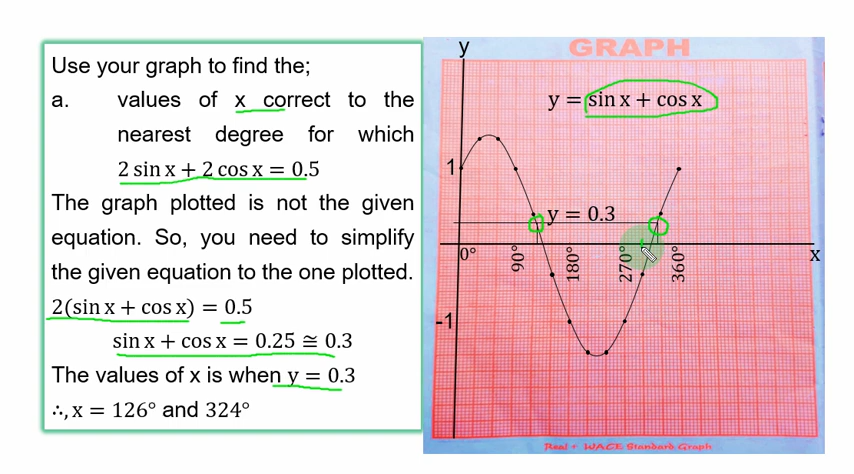 Use your graph to find the;
a. values of x correct to the
nearest degree for which
2 sin x + 2 cos x = 0.5
The graph plotted is not the given
equation. So, you need to simplify
the given equation to the one plotted.
2(sin x + cos x) = 0.5
sin x + cos x = 0.25 ≅ 0.3
The values of x is when y = 0.3
∴, x = 126° and 324°
GRAPH
y
y = sin x + cos x
1
y = 0.3
0° 90° 180° 270° 360° x
-1
Real + WACE Standard Graph